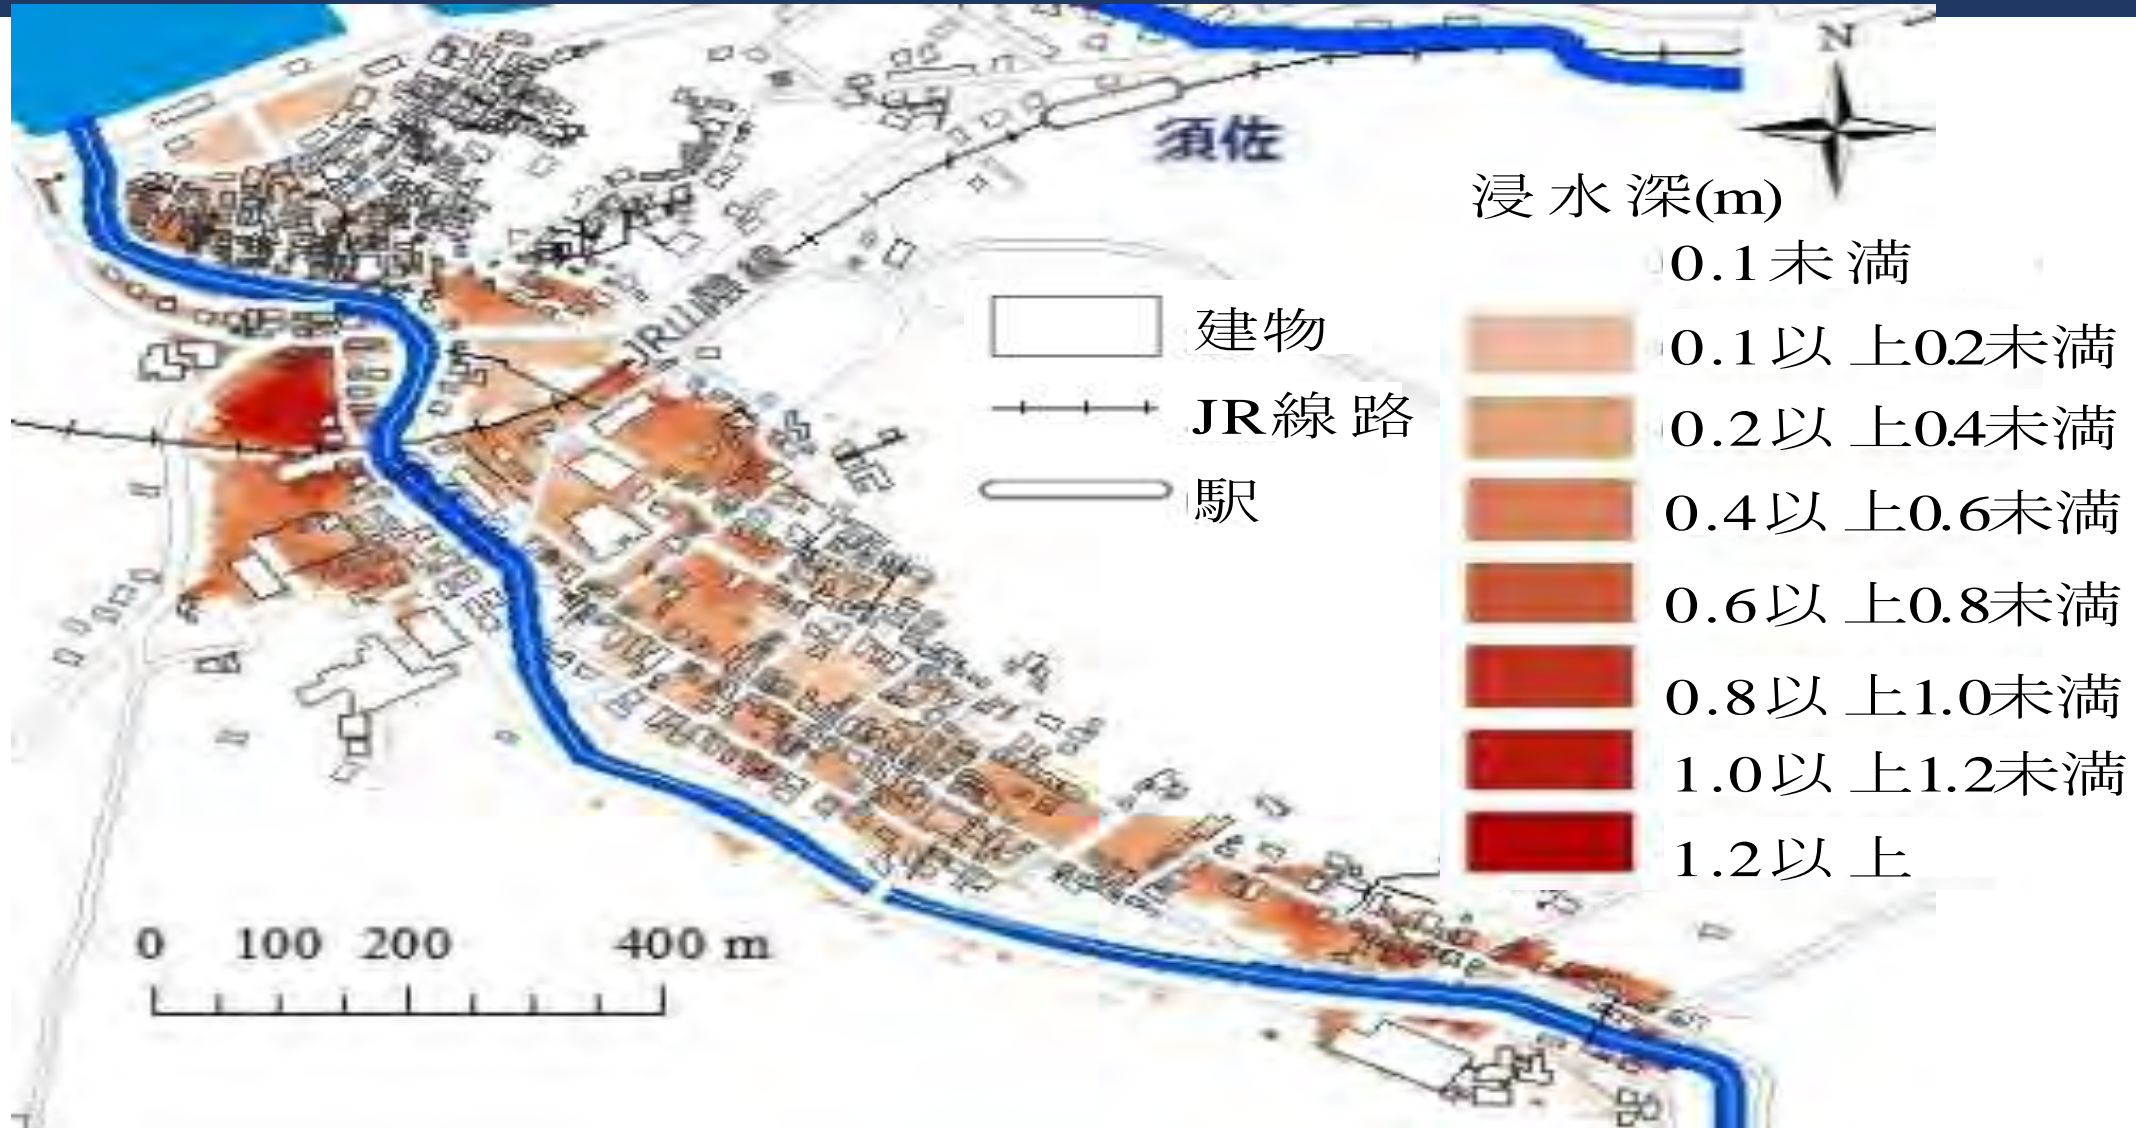 N
須佐
JR山陰線
浸水深(m)
0.1未満
0.1以上0.2未満
0.2以上0.4未満
0.4以上0.6未満
0.6以上0.8未満
0.8以上1.0未満
1.0以上1.2未満
1.2以上
建物
JR線路
駅
0 100 200 400 m